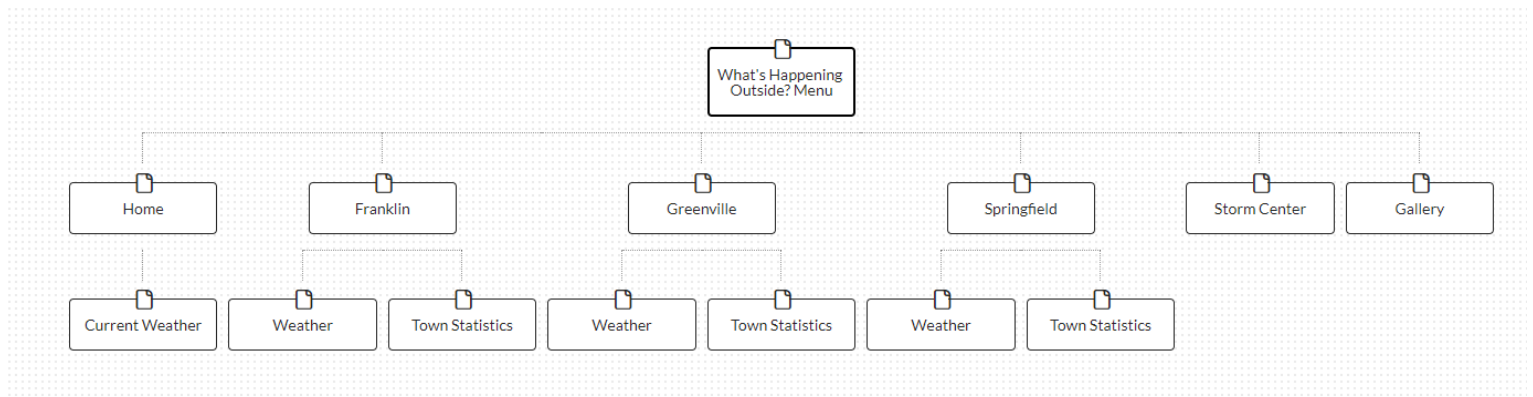 What's Happening
Outside? Menu
Home
Franklin
Greenville
Springfield
Storm Center
Gallery
Current Weather
Weather
Town Statistics
Weather
Town Statistics
Weather
Town Statistics